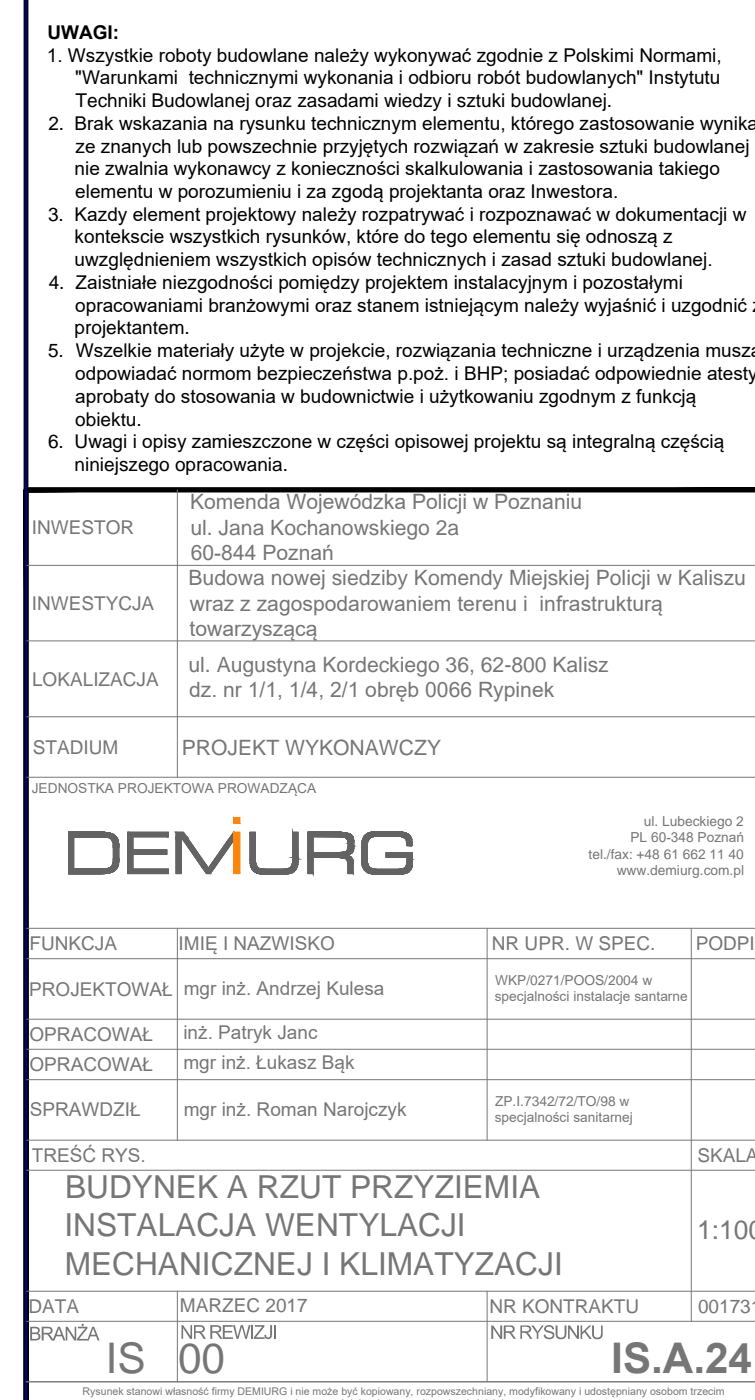 UWAGI:
1. Wszystkie roboty budowlane należy wykonywać zgodnie z Polskimi Normami,
"Warunkami technicznymi wykonania i odbioru robót budowlanych" Instytutu
Techniki Budowlanej oraz zasadami wiedzy i sztuki budowlanej.
2. Brak wskazania na rysunku technicznym elementu, którego zastosowanie wynika
ze znanych lub powszechnie przyjętych rozwiązań w zakresie sztuki budowlanej
nie zwalnia wykonawcy z konieczności skalkulowania i zastosowania takiego
elementu w porozumieniu i za zgodą projektanta oraz Inwestora.
3. Kazdy element projektowy należy rozpatrywać i rozpoznawać w dokumentacji w
kontekscie wszystkich rysunków, które do tego elementu się odnoszą z
uwzględnieniem wszystkich opisów technicznych i zasad sztuki budowlanej.
4. Zaistniałe niezgodności pomiędzy projektem instalacyjnym i pozostałymi
opracowaniami branżowymi oraz stanem istniejącym należy wyjaśnić i uzgodnić z
projektantem.
5. Wszelkie materiały użyte w projekcie, rozwiązania techniczne i urządzenia muszą
odpowiadać normom bezpieczeństwa p.poż. i BHP; posiadać odpowiednie atesty
aprobaty do stosowania w budownictwie i użytkowaniu zgodnym z funkcją
obiektu.
6. Uwagi i opisy zamieszczone w części opisowej projektu są integralną częścią
niniejszego opracowania.
INWESTOR
Komenda Wojewódzka Policji w Poznaniu
ul. Jana Kochanowskiego 2a
60-844 Poznań
INWESTYCJA
Budowa nowej siedziby Komendy Miejskiej Policji w Kaliszu
wraz z zagospodarowaniem terenu i infrastrukturą
towarzyszącą
LOKALIZACJA
ul. Augustyna Kordeckiego 36, 62-800 Kalisz
dz. nr 1/1, 1/4, 2/1 obręb 0066 Rypinek
STADIUM PROJEKT WYKONAWCZY
JEDNOSTKA PROJEKTOWA PROWADZĄCA
DEMiURG
ul. Lubeckiego 2
PL 60-348 Poznań
tel./fax: +48 61 662 11 40
www.demiurg.com.pl
FUNKCJA IMIĘ I NAZWISKO NR UPR. W SPEC. PODPI
PROJEKTOWAŁ mgr inż. Andrzej Kulesa
WKP/0271/POOS/2004 w
specjalności instalacje santarne
OPRACOWAŁ inż. Patryk Janc
OPRACOWAŁ mgr inż. Łukasz Bąk
SPRAWDZIŁ mgr inż. Roman Narojczyk
ZP.I.7342/72/TO/98 w
specjalności sanitarnej
TREŚĆ RYS. SKALA
BUDYNEK A RZUT PRZYZIEMIA
INSTALACJA WENTYLACJI
MECHANICZNEJ I KLIMATYZACJI
1:100
DATA MARZEC 2017 NR KONTRAKTU 001731
BRANŻA NR REWIZJI NR RYSUNKU
IS 00 IS.A.24
Rysunek stanowi własność firmy DEMIURG i nie może być kopiowany, rozpowszechniany, modyfikowany i udostępniany osobom trzecim